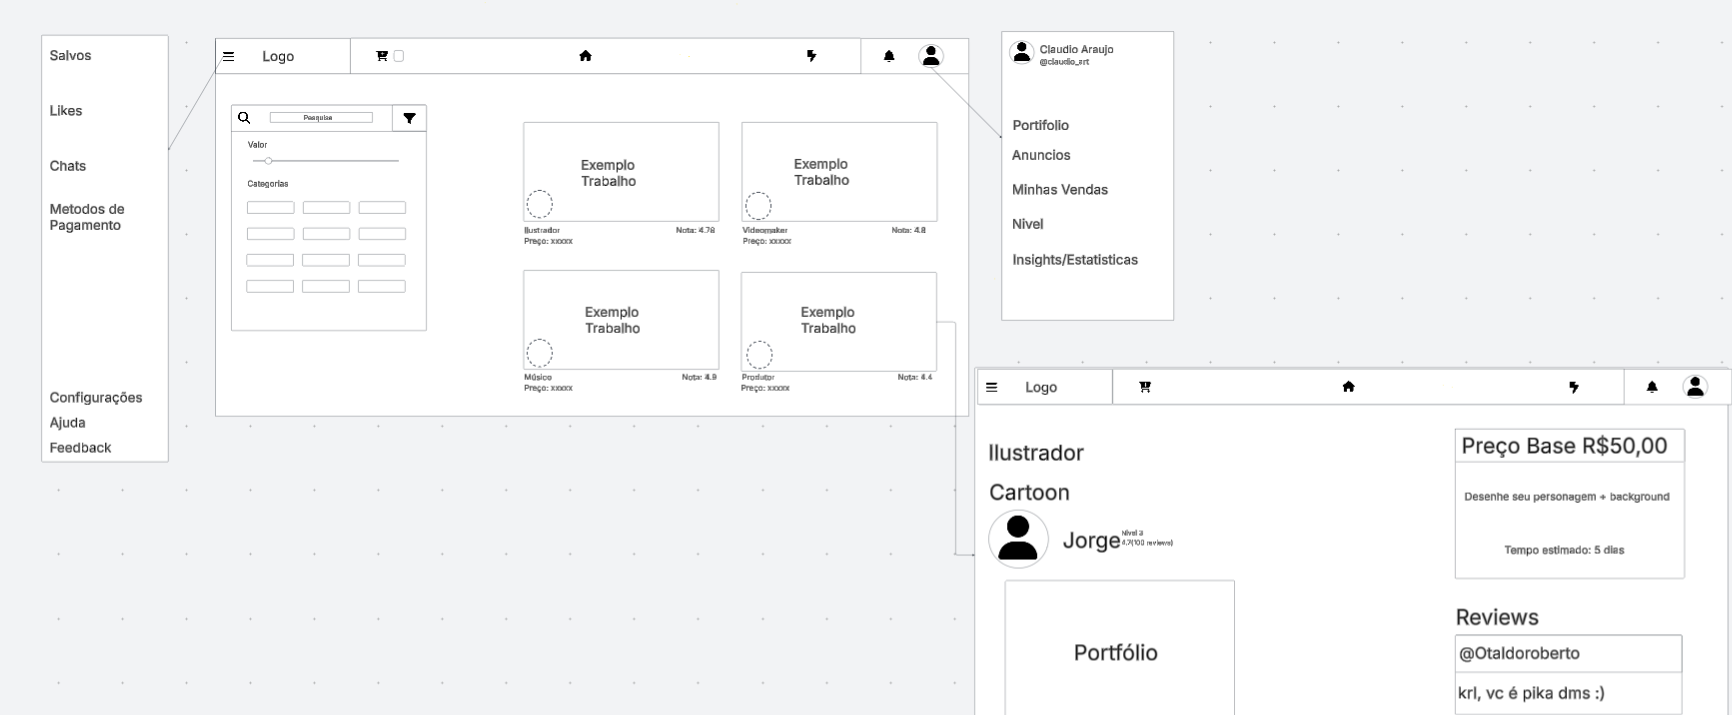 Salvos
Likes
Chats
Metodos de
Pagamento
Configurações
Ajuda
Feedback
Logo
Pesquisa
Valor
Categorias
Exemplo
Trabalho
Ilustrador
Nota: 4.78
Preço: xxxxx
Exemplo
Trabalho
Videomaker
Nota: 4.8
Preço: xxxxx
Exemplo
Trabalho
Músico
Nota: 4.9
Preço: xxxxx
Exemplo
Trabalho
Produtor
Nota: 4.4
Preço: xxxxx
Claudio Araujo
@claudio_art
Portifolio
Anuncios
Minhas Vendas
Nivel
Insights/Estatisticas
Logo
Ilustrador
Cartoon
Jorge
Nivel 3
4.7(100 reviews)
Portfólio
Preço Base R$50,00
Desenhe seu personagem + background
Tempo estimado: 5 dias
Reviews
@Otaldoroberto
krl, vc é pika dms :)